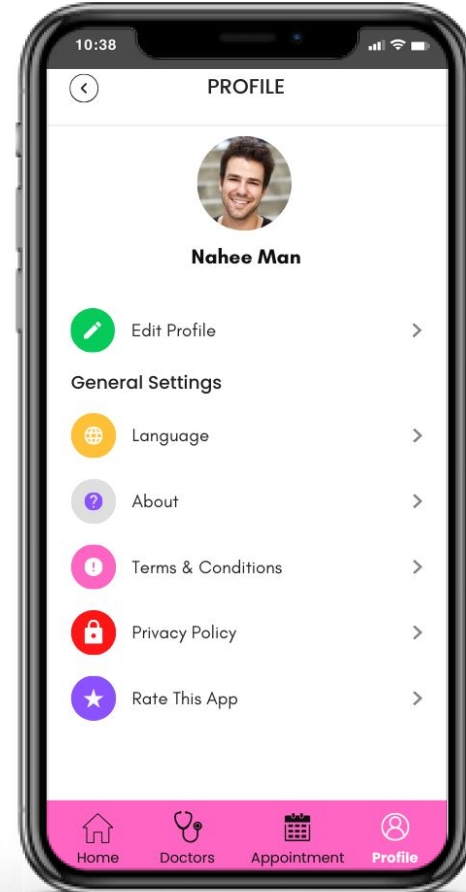 10:38
PROFILE
Nahee Man
Edit Profile
General Settings
Language
About
Terms & Conditions
Privacy Policy
Rate This App
Home Doctors Appointment Profile